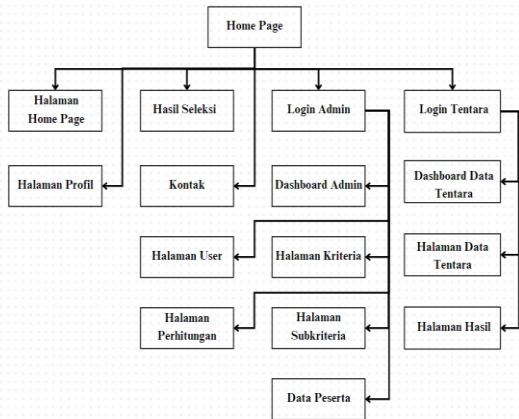 Home Page
Halaman
Home Page
Hasil Seleksi
Login Admin
Login Tentara
Halaman Profil
Kontak
Dashboard Admin
Dashboard Data
Tentara
Halaman User
Halaman Kriteria
Halaman Data
Tentara
Halaman
Perhitungan
Halaman
Subkriteria
Halaman Hasil
Data Peserta